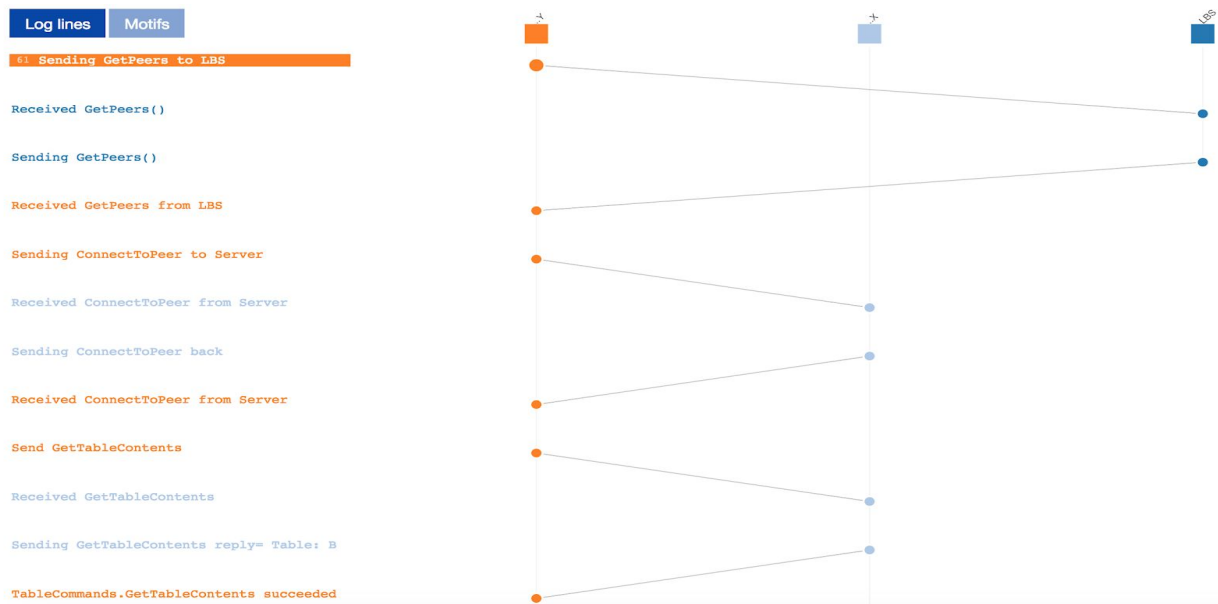 Log lines Motifs
:Y :X LBS
61 Sending GetPeers to LBS
Received GetPeers()
Sending GetPeers()
Received GetPeers from LBS
Sending ConnectToPeer to Server
Received ConnectToPeer from Server
Sending ConnectToPeer back
Received ConnectToPeer from Server
Send GetTableContents
Received GetTableContents
Sending GetTableContents reply= Table: B
TableCommands.GetTableContents succeeded